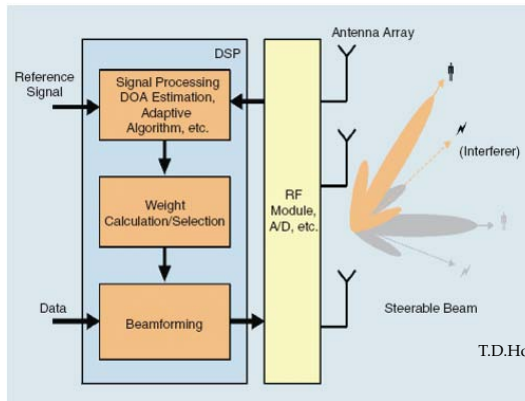 DSP
Antenna Array
Reference
Signal
Signal Processing
DOA Estimation,
Adaptive
Algorithm, etc.
(Interferer)
Weight
Calculation/Selection
RF
Module,
A/D, etc.
Data
Beamforming
Steerable Beam